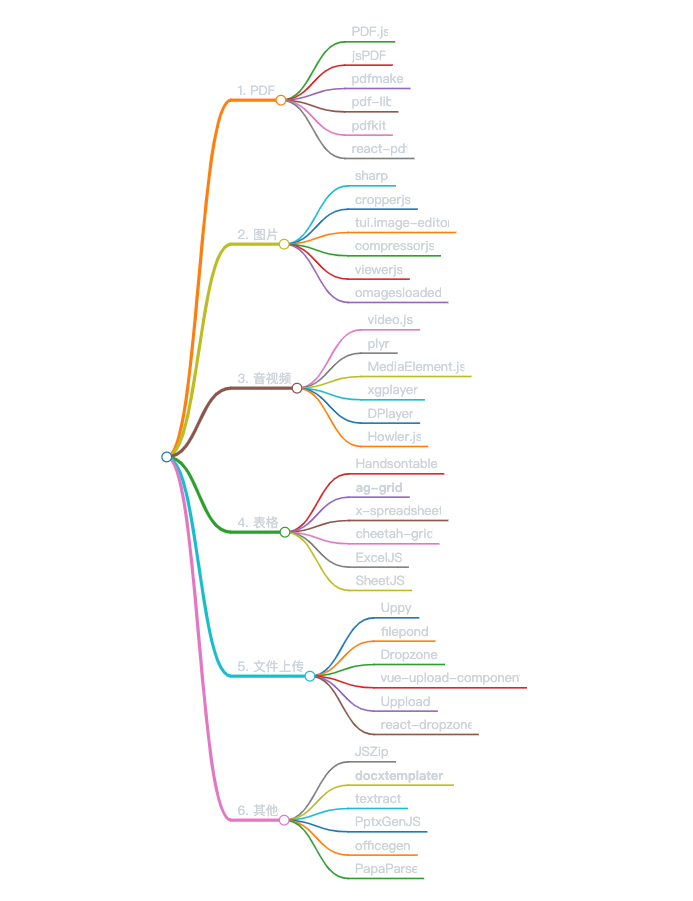 1. PDF
PDF.js
jsPDF
pdfmake
pdf-lib
pdfkit
react-pdf
2. 图片
sharp
cropperjs
tui.image-editor
compressorjs
viewerjs
omagesloaded
3. 音视频
video.js
plyr
MediaElement.js
xgplayer
DPlayer
Howler.js
4. 表格
Handsontable
ag-grid
x-spreadsheet
cheetah-grid
ExcelJS
SheetJS
5. 文件上传
Uppy
filepond
Dropzone
vue-upload-component
Uppload
react-dropzone
6. 其他
JSZip
docxtemplater
textract
PptxGenJS
officegen
PapaParse